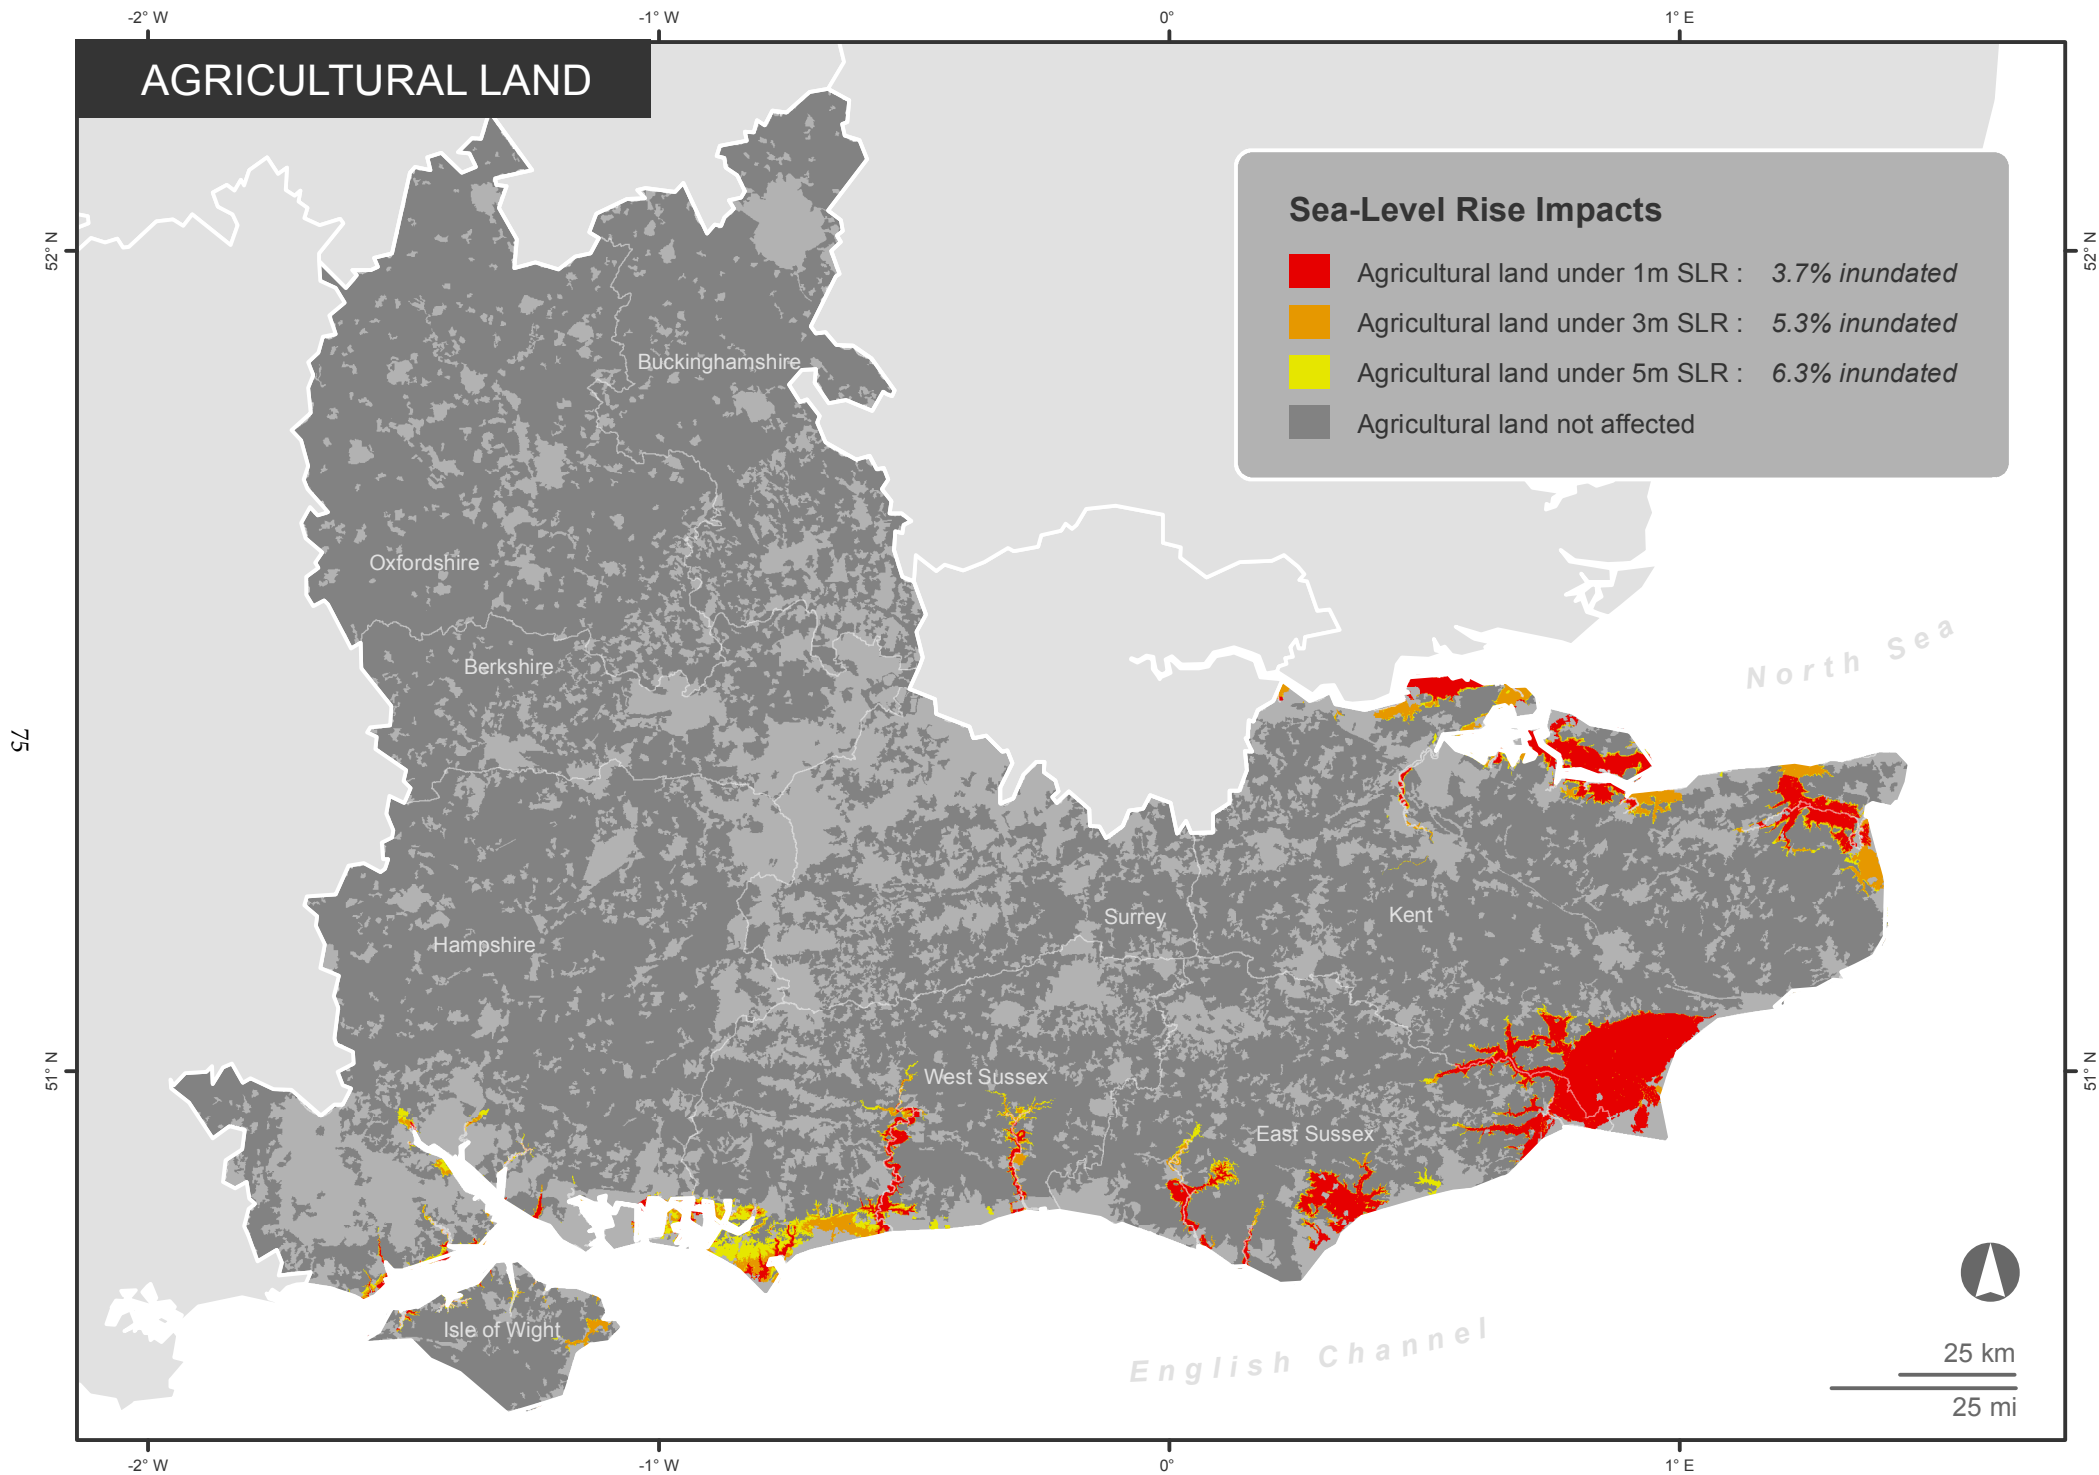 -2° W
-1° W
0°
1° E
AGRICULTURAL LAND
Sea-Level Rise Impacts
Agricultural land under 1m SLR : 3.7% inundated
Agricultural land under 3m SLR : 5.3% inundated
Agricultural land under 5m SLR : 6.3% inundated
Agricultural land not affected
52° N
52° N
Buckinghamshire
Oxfordshire
Berkshire
North Sea
75
Surrey
Kent
Hampshire
51° N
51° N
West Sussex
East Sussex
Isle of Wight
English Channel
25 km
25 mi
-2° W
-1° W
0°
1° E